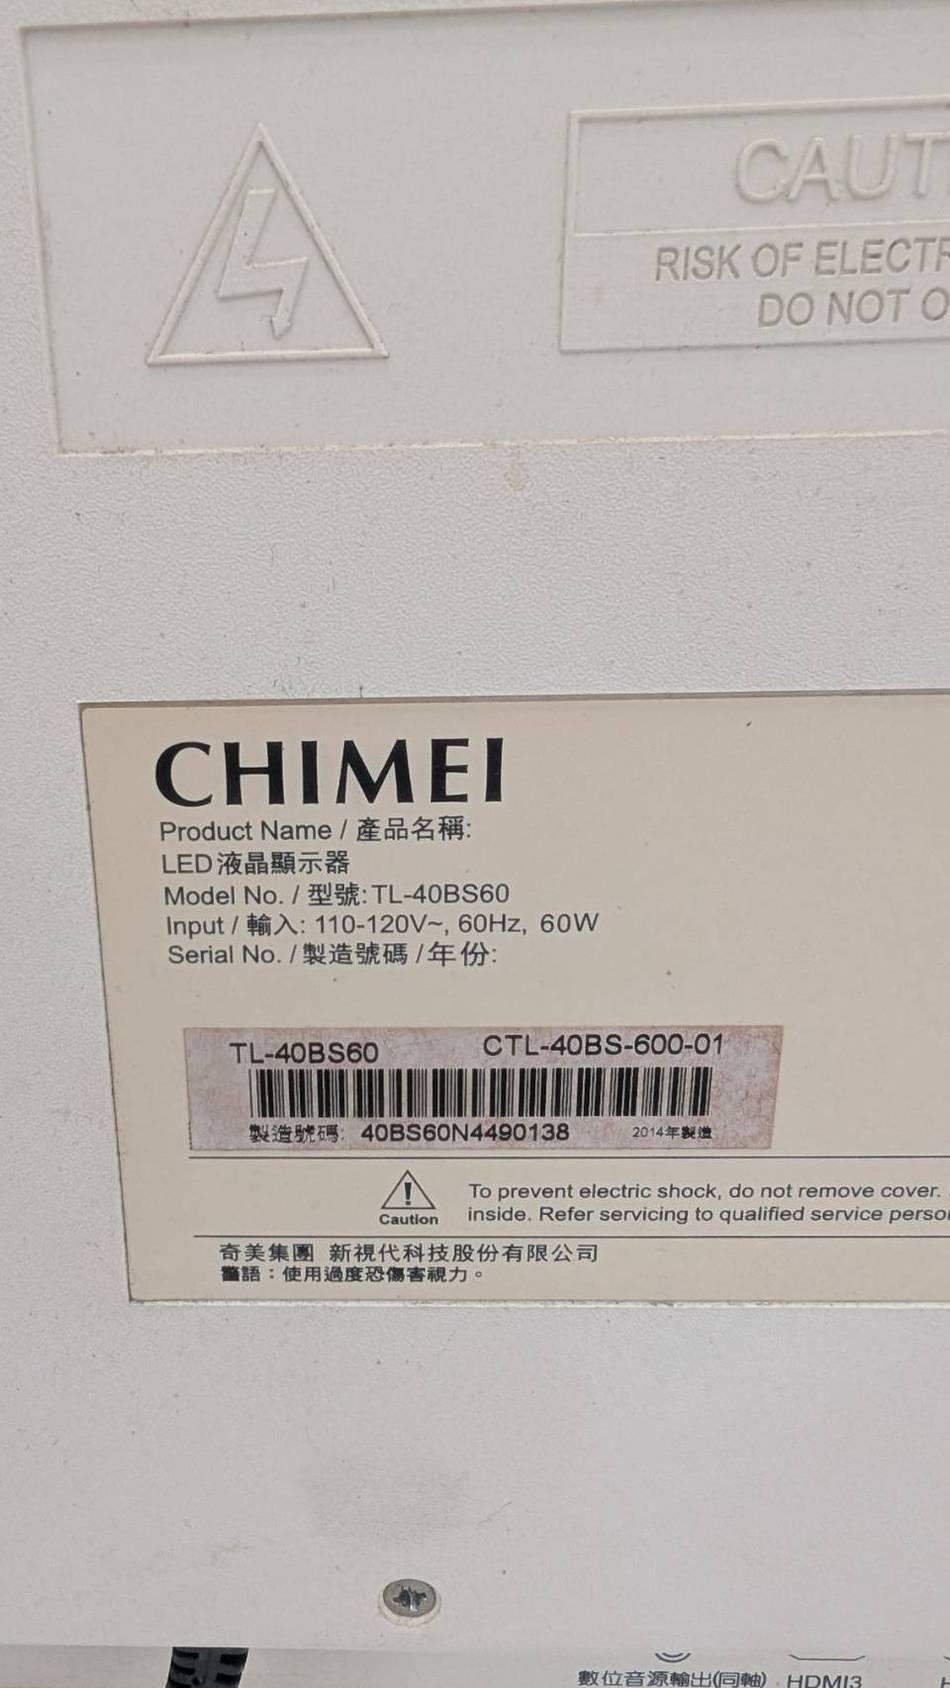 CAUT
RISK OF ELECTR
DO NOT O
CHIMEI
Product Name / 產品名稱:
LED液晶顯示器
Model No. / 型號:TL-40BS60
Input / 輸入: 110-120V~, 60Hz, 60W
Serial No. / 製造號碼 / 年份:
TL-40BS60 CTL-40BS-600-01
製造號碼: 40BS60N4490138 2014年製造
To prevent electric shock, do not remove cover.
Caution inside. Refer servicing to qualified service perso
奇美集團 新視代科技股份有限公司
警語：使用過度恐傷害視力。
數位音源輸出(同軸) HDMI3